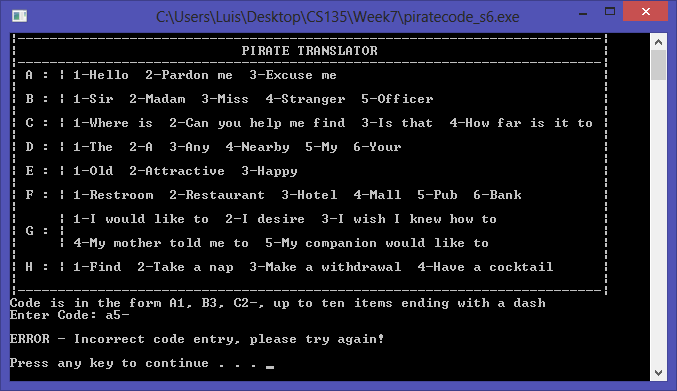 C:\Users\Luis\Desktop\CS135\Week7\piratecode_s6.exe
PIRATE TRANSLATOR
A : ¦ 1-Hello 2-Pardon me 3-Excuse me
B : ¦ 1-Sir 2-Madam 3-Miss 4-Stranger 5-Officer
C : ¦ 1-Where is 2-Can you help me find 3-Is that 4-How far is it to
D : ¦ 1-The 2-A 3-Any 4-Nearby 5-My 6-Your
E : ¦ 1-Old 2-Attractive 3-Happy
F : ¦ 1-Restroom 2-Restaurant 3-Hotel 4-Mall 5-Pub 6-Bank
¦ 1-I would like to 2-I desire 3-I wish I knew how to
G : ¦
¦ 4-My mother told me to 5-My companion would like to
H : ¦ 1-Find 2-Take a nap 3-Make a withdrawal 4-Have a cocktail
Code is in the form A1, B3, C2-, up to ten items ending with a dash
Enter Code: a5-
ERROR - Incorrect code entry, please try again!
Press any key to continue . . . _